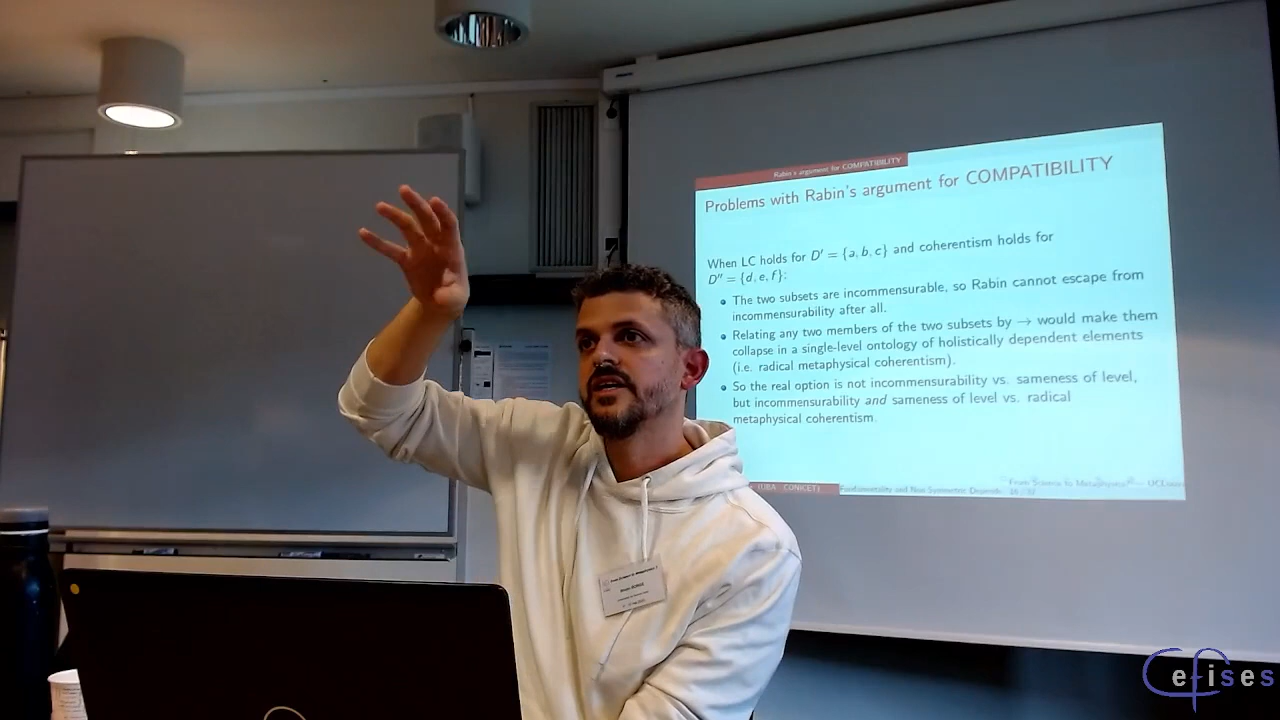 Rabin's argument for COMPATIBILITY
Problems with Rabin's argument for COMPATIBILITY
When LC holds for D′ = {a, b, c} and coherentism holds for
D″ = {d, e, f}:
• The two subsets are incommensurable, so Rabin cannot escape from
incommensurability after all.
• Relating any two members of the two subsets by → would make them
collapse in a single-level ontology of holistically dependent elements
(i.e. radical metaphysical coherentism).
• So the real option is not incommensurability vs. sameness of level,
but incommensurability and sameness of level vs. radical
metaphysical coherentism.
(UBA CONICET)
Fundamentality and Non Symmetric Depende
From Science to Metaphysics
Cefises